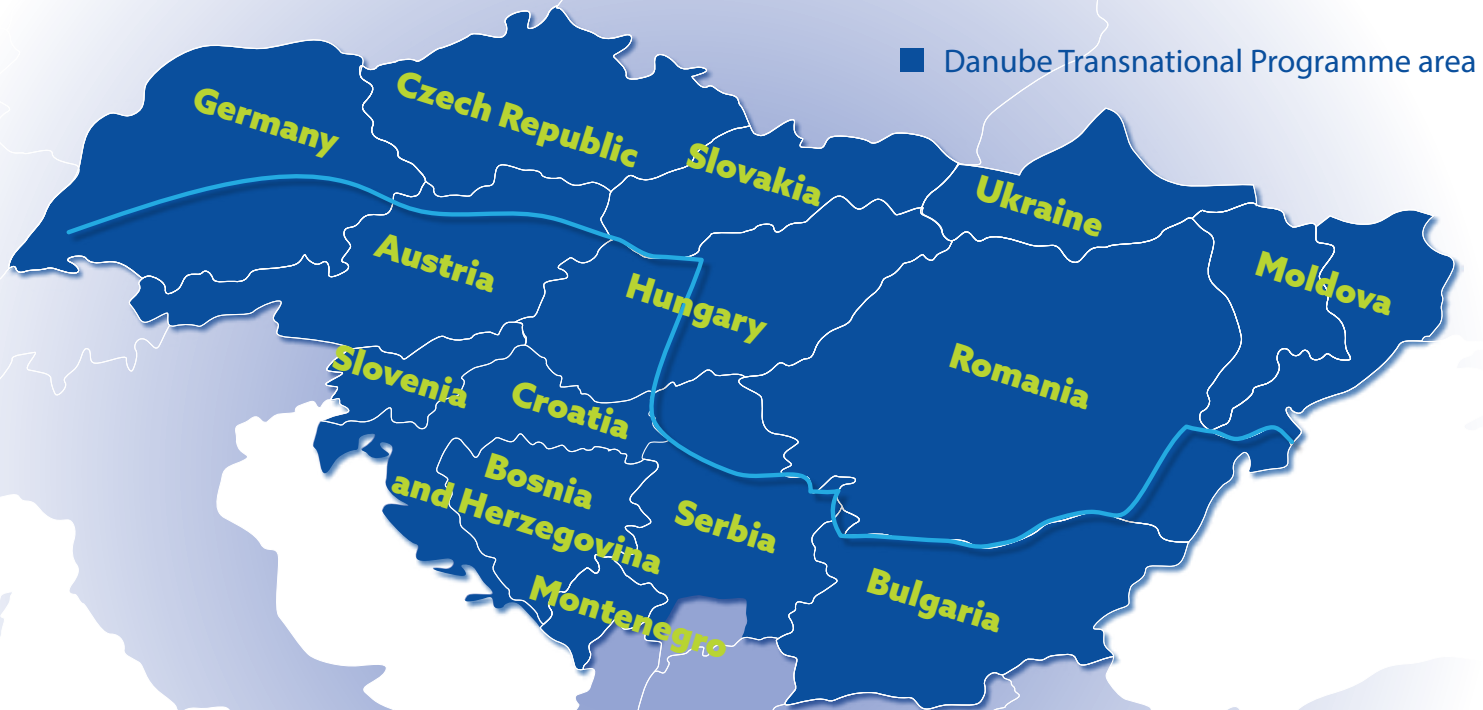 Danube Transnational Programme area
Germany
Czech Republic
Slovakia
Ukraine
Moldova
Austria
Hungary
Romania
Slovenia
Croatia
Bosnia
and Herzegovina
Serbia
Montenegro
Bulgaria